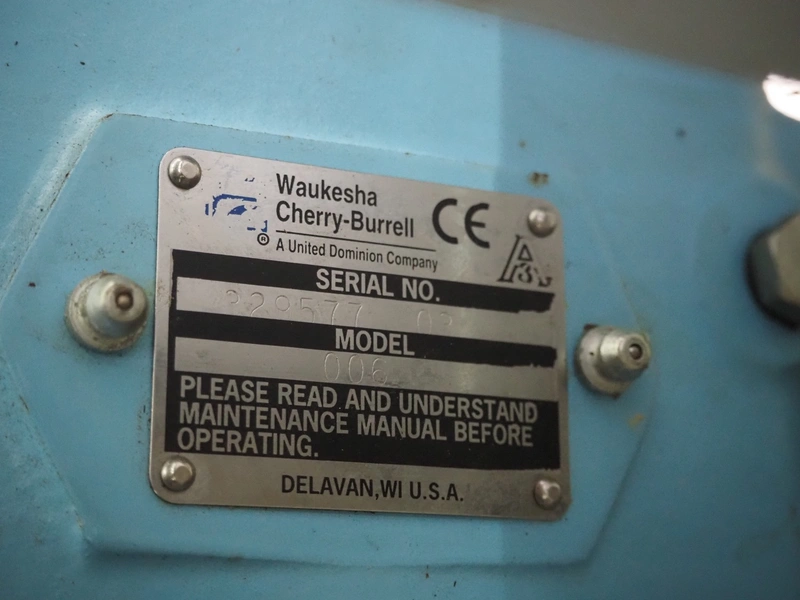 Waukesha
Cherry-Burrell
CE
® A United Dominion Company
SERIAL NO.
MODEL
006
PLEASE READ AND UNDERSTAND
MAINTENANCE MANUAL BEFORE
OPERATING.
DELAVAN,WI U.S.A.